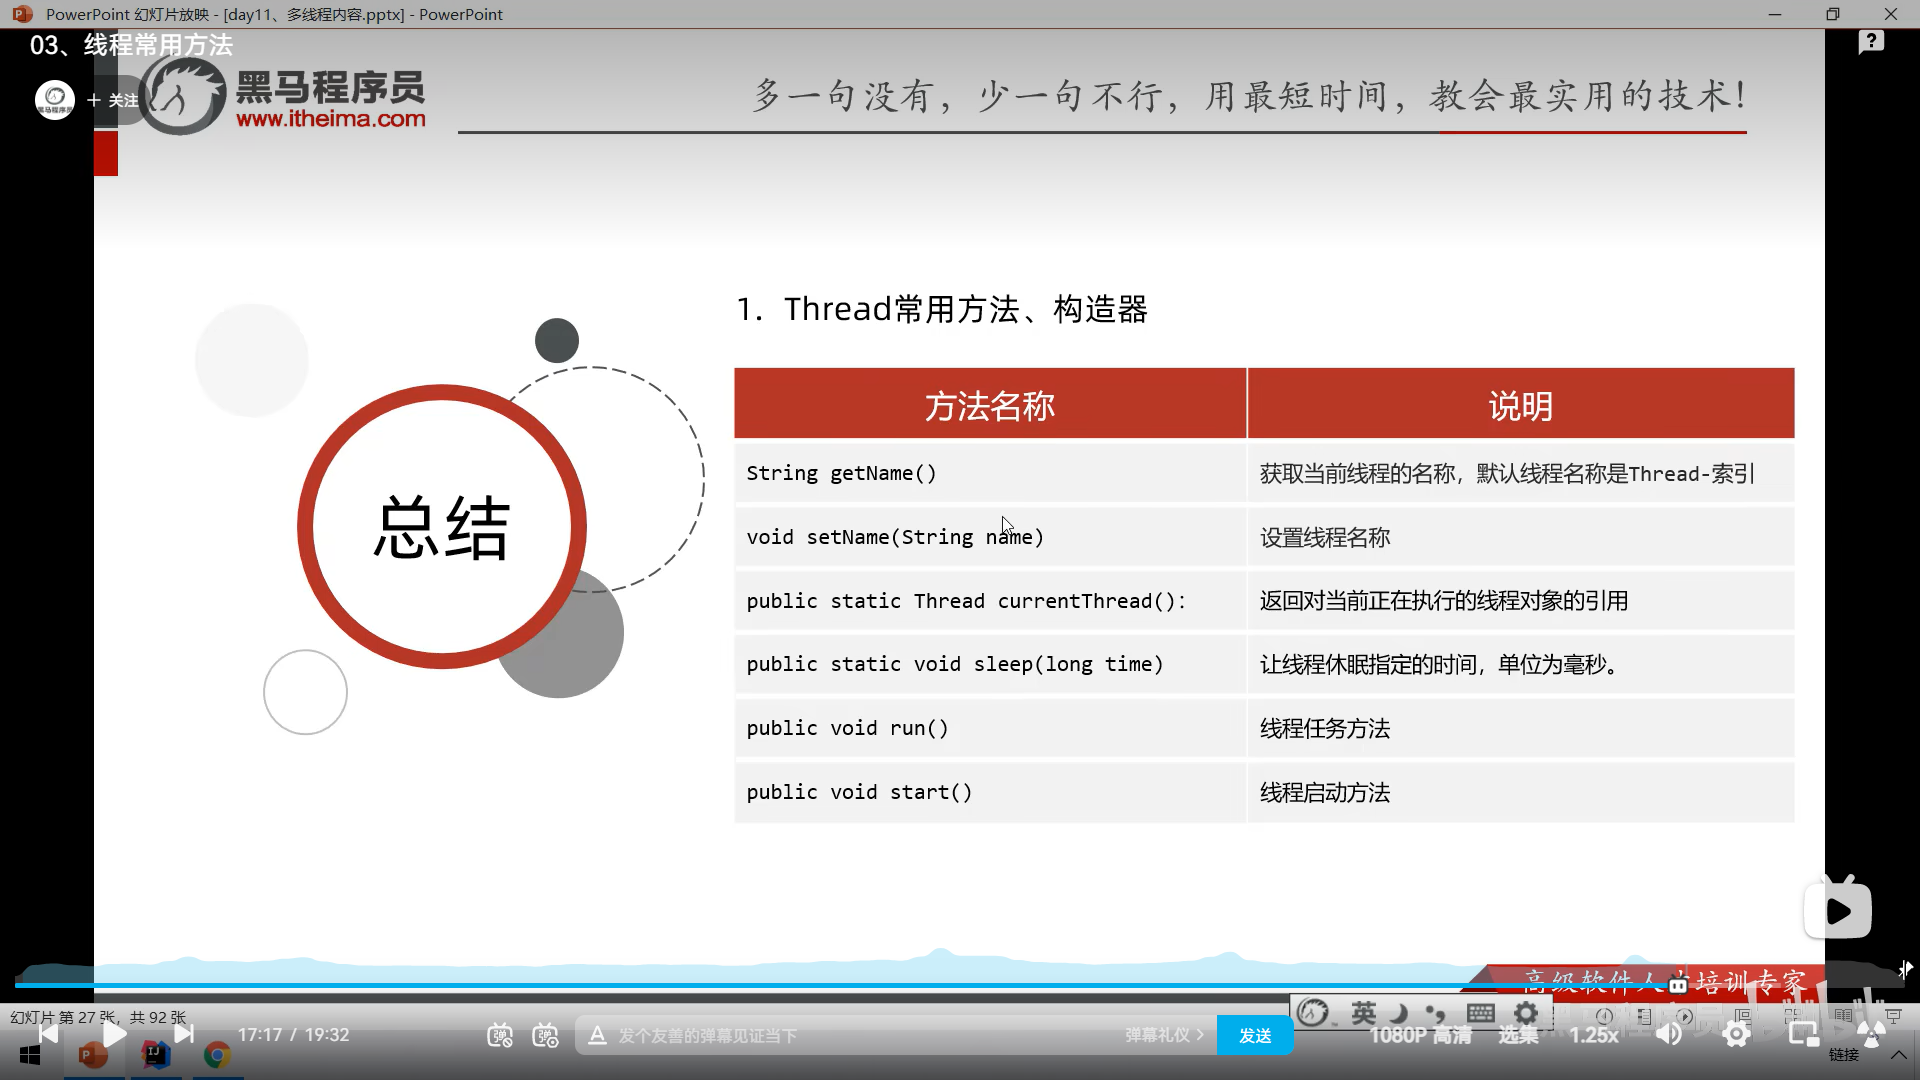 PowerPoint 幻灯片放映 - [day11、多线程内容.pptx] - PowerPoint
03、线程常用方法
+ 关注
黑马程序员
www.itheima.com
多一句没有，少一句不行，用最短时间，教会最实用的技术！
1. Thread常用方法、构造器
总结
方法名称 说明
String getName() 获取当前线程的名称，默认线程名称是Thread-索引
void setName(String name) 设置线程名称
public static Thread currentThread()： 返回对当前正在执行的线程对象的引用
public static void sleep(long time) 让线程休眠指定的时间，单位为毫秒。
public void run() 线程任务方法
public void start() 线程启动方法
高级软件人 培训专家
幻灯片 第 27 张，共 92 张
英
17:17 / 19:32
发个友善的弹幕见证当下
弹幕礼仪 >
发送
1080P 高清
选集
1.25x
链接